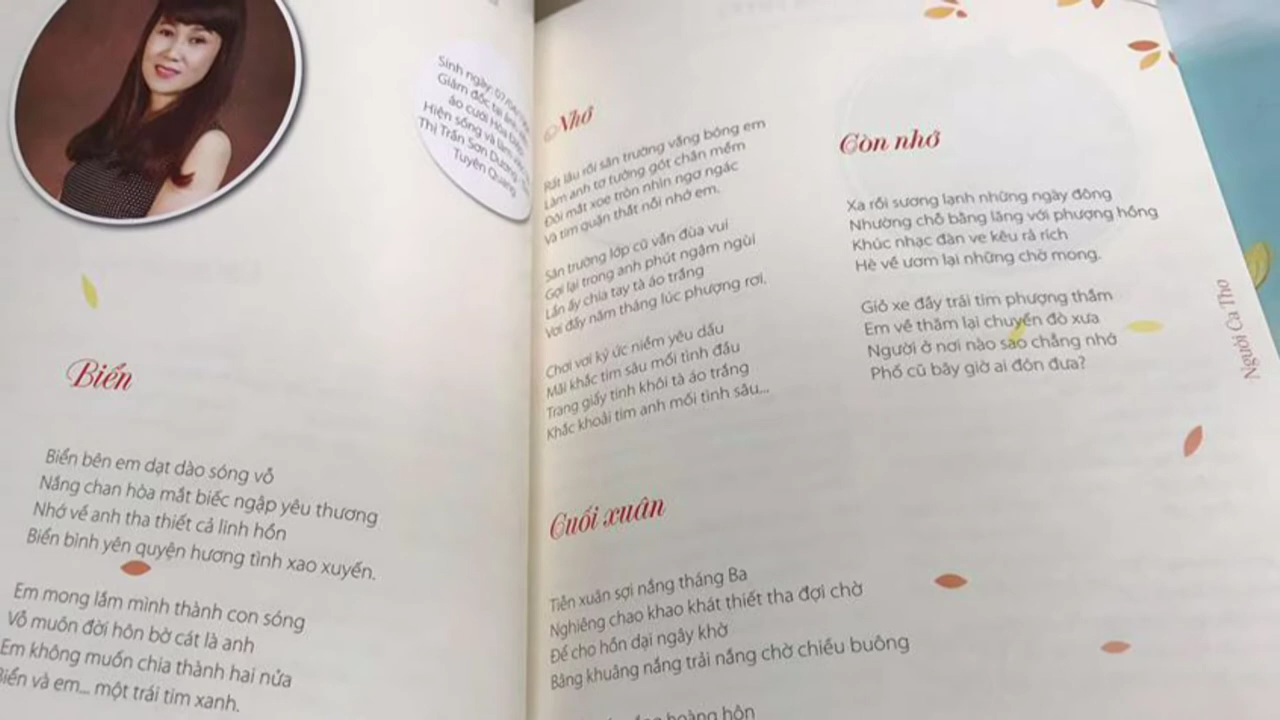 Sinh ngày: 07
Giám đốc tại
áo cưới Hòa
Hiện sống và làm
Thị Trấn Sơn Dương
Tuyên Quang
Biển
Biển bên em dạt dào sóng vỗ
Nắng chan hòa mắt biếc ngập yêu thương
Nhớ về anh tha thiết cả linh hồn
Biển bình yên quyện hương tình xao xuyến.
Em mong lắm mình thành con sóng
Vỗ muôn đời hôn bờ cát là anh
Em không muốn chia thành hai nửa
Biển và em... một trái tim xanh.
Nhớ
Rất lâu rồi sân trường vắng bóng em
Làm anh tơ tưởng gót chân mềm
Đôi mắt xoe tròn nhìn ngơ ngác
Và tim quặn thắt nỗi nhớ em.
Sân trường lớp cũ vẫn đùa vui
Gợi lại trong anh phút ngậm ngùi
Lần ấy chia tay tà áo trắng
Vơi đầy năm tháng lúc phượng rơi.
Chơi vơi ký ức niềm yêu dấu
Mãi khắc tim sâu mối tình đầu
Trang giấy tinh khôi tà áo trắng
Khắc khoải tim anh mối tình sâu...
Cuối xuân
Tiễn xuân sợi nắng tháng Ba
Nghiêng chao khao khát thiết tha đợi chờ
Để cho hồn dại ngây khờ
Bâng khuâng nắng trải nắng chờ chiều buông
hoàng hôn
Còn nhớ
Xa rồi sương lạnh những ngày đông
Nhường chỗ bằng lăng với phượng hồng
Khúc nhạc đàn ve kêu rả rích
Hè về ươm lại những chờ mong.
Giỏ xe đầy trái tim phượng thắm
Em về thăm lại chuyến đò xưa
Người ở nơi nào sao chẳng nhớ
Phố cũ bây giờ ai đón đưa?
Người Ca Thơ